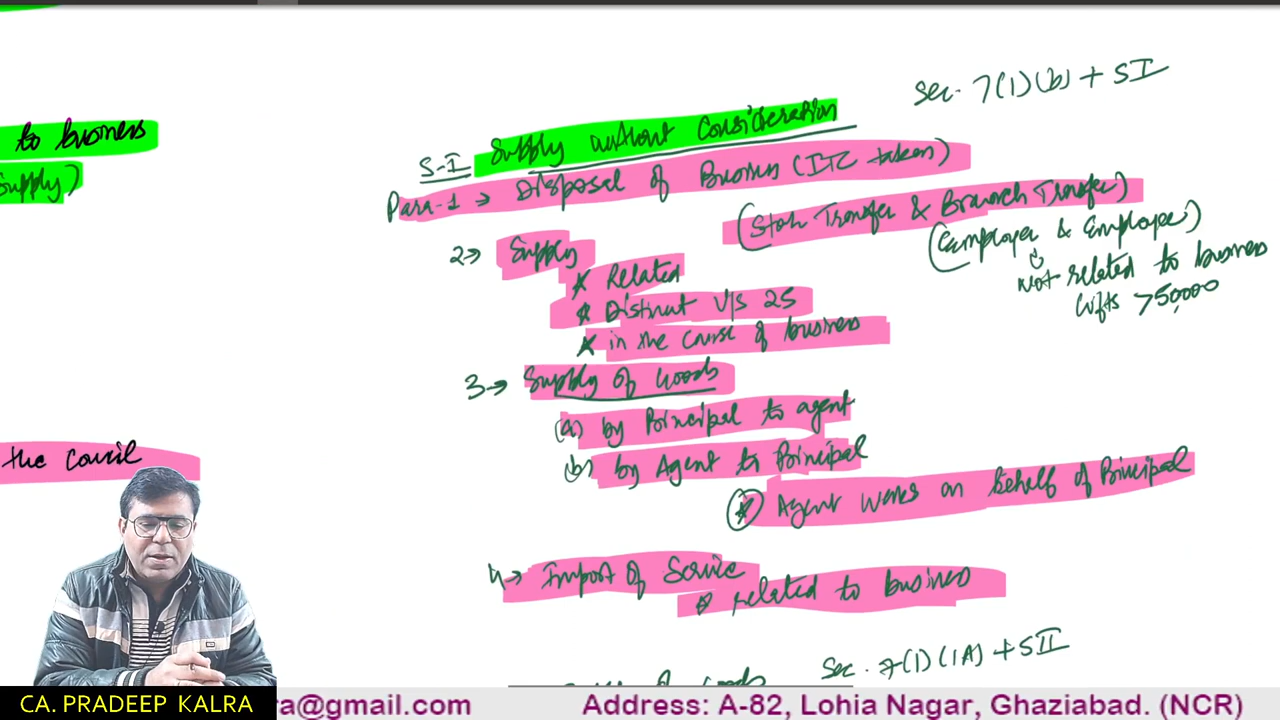 to business
Supply)
the Council
Sec. 7(1)(b) + SI
S-I Supply without Consideration
Para-1 → Disposal of Business (ITC taken)
(Stock Transfer & Branch Transfer)
(Employer & Employee)
Not related to business
Gifts > 50,000
2 → Supply
* Related
* Distinct U/S 25
* in the course of business
3 → Supply of Goods
(a) by Principal to agent
(b) by Agent to Principal
* Agent works on behalf of Principal
4 → Import of Service
* related to business
Sec. 7(1)(1A) + SII
CA. PRADEEP KALRA
ra@gmail.com Address: A-82, Lohia Nagar, Ghaziabad. (NCR)